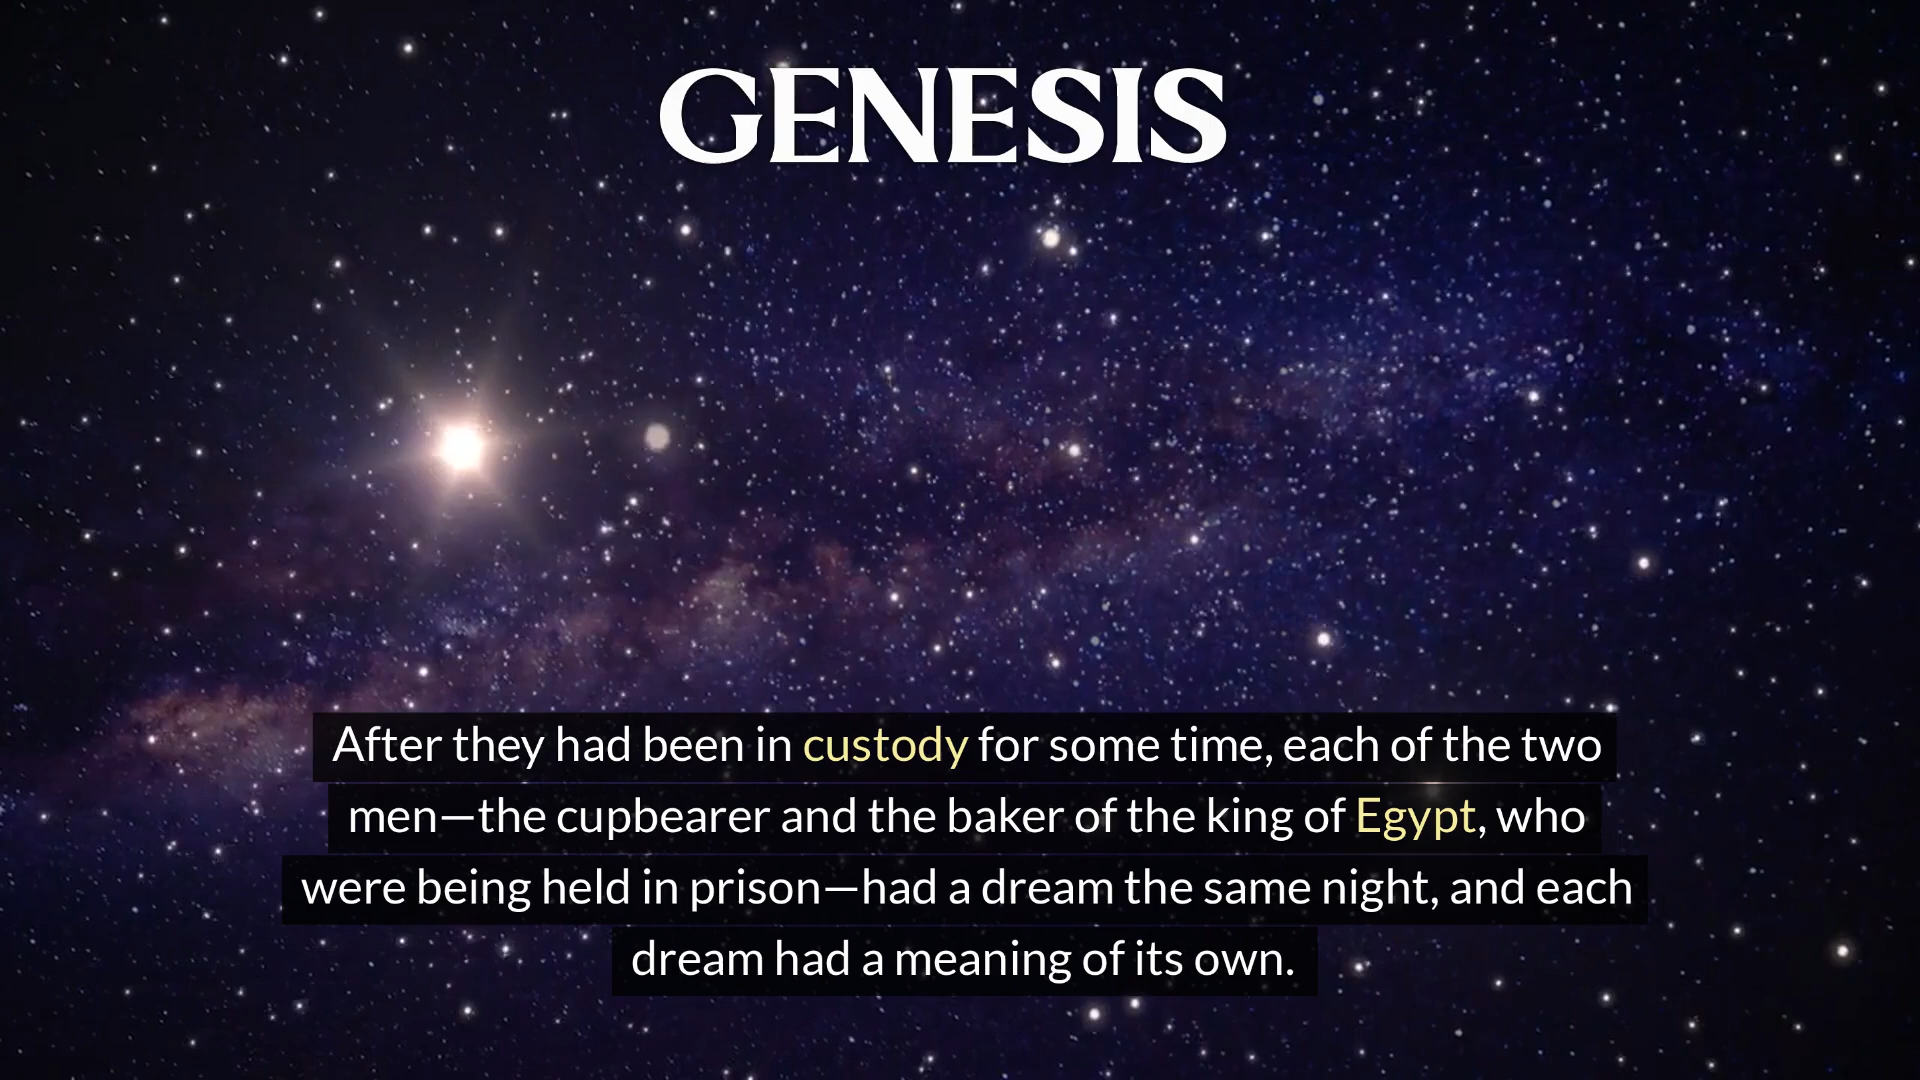 GENESIS
After they had been in custody for some time, each of the two
men—the cupbearer and the baker of the king of Egypt, who
were being held in prison—had a dream the same night, and each
dream had a meaning of its own.